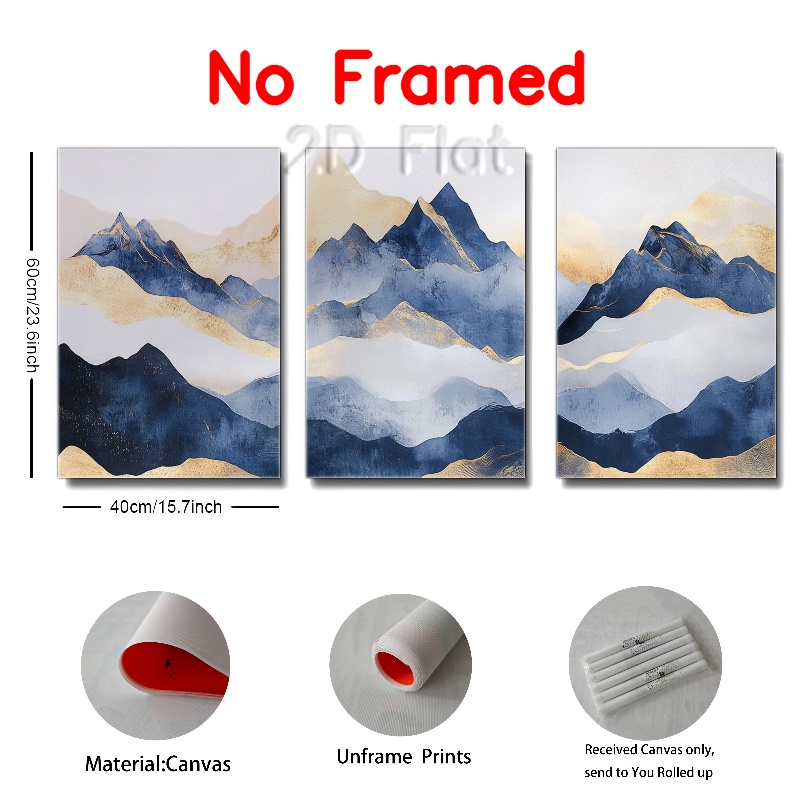 No Framed
2.D Flat.
60cm/23.6inch
40cm/15.7inch
Material:Canvas
Unframe Prints
Received Canvas only,
send to You Rolled up